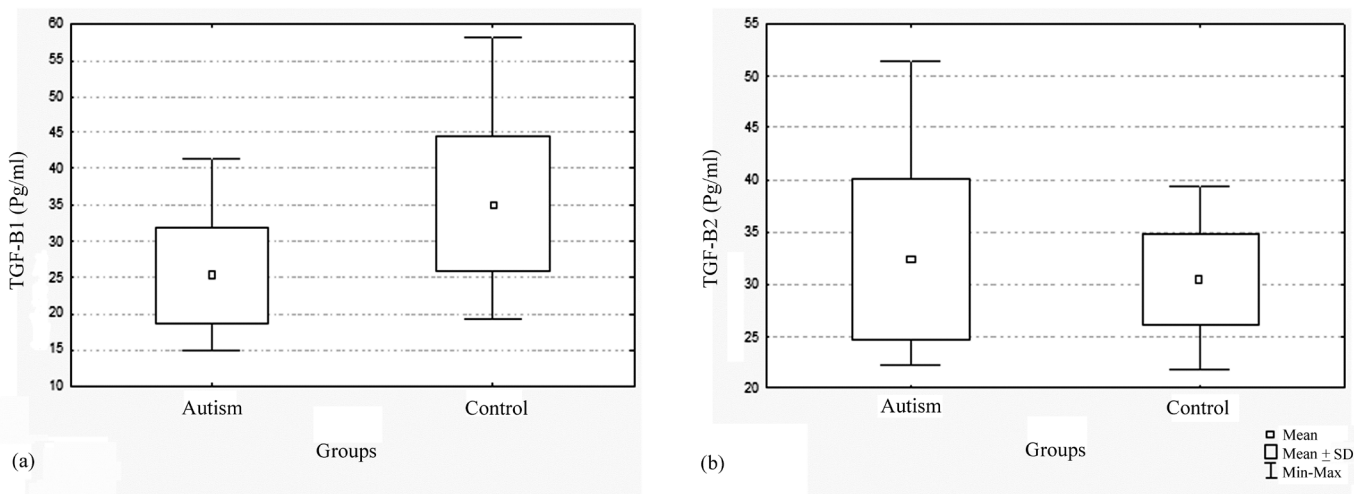 60
55
50
45
40
35
30
25
20
15
10
TGF-B1 (Pg/ml)
Autism Control
Groups
(a)
55
50
45
40
35
30
25
20
TGF-B2 (Pg/ml)
Autism Control
Groups
(b)
Mean
Mean ± SD
Min-Max